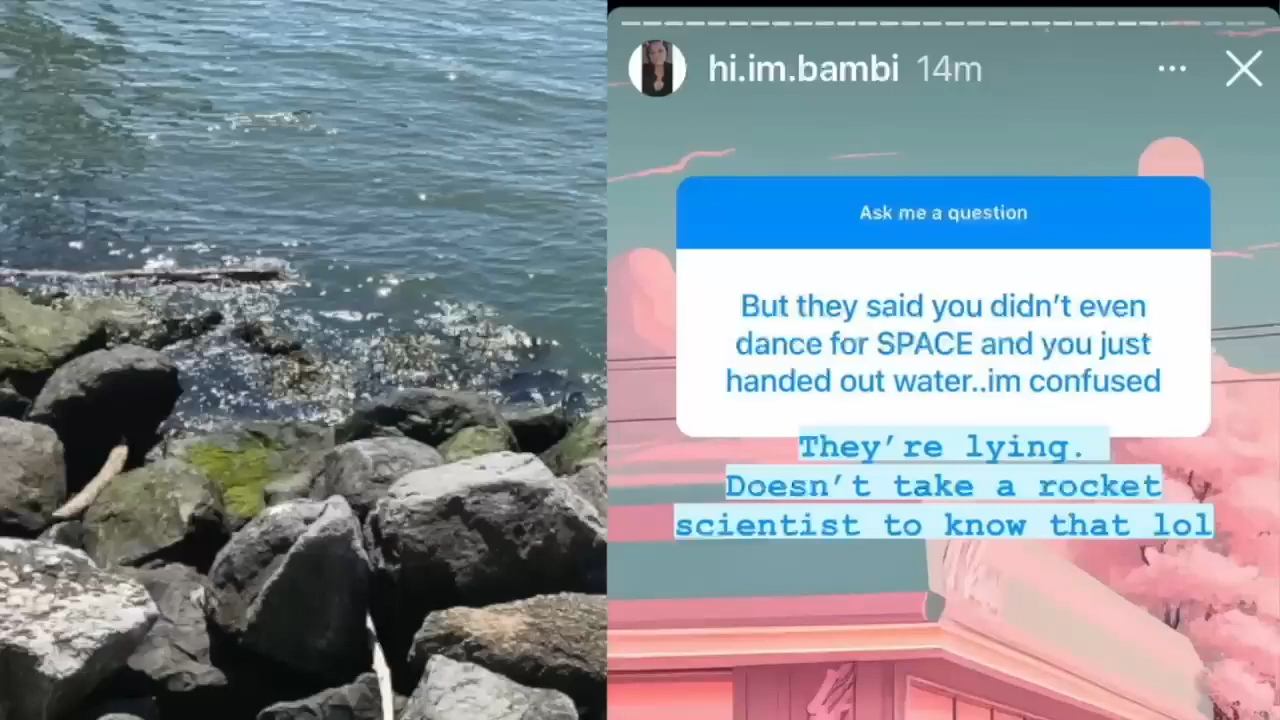 hi.im.bambi 14m
Ask me a question
But they said you didn’t even
dance for SPACE and you just
handed out water..im confused
They’re lying.
Doesn’t take a rocket
scientist to know that lol